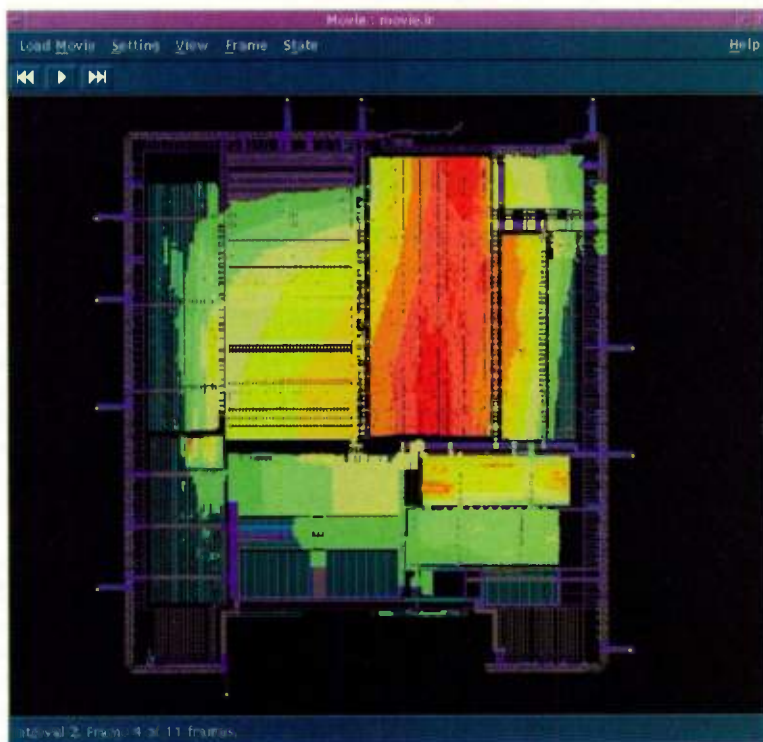 Movie : movie.ir
Load Movie Setting View Frame State Help
Interval 2, Frame 4 of 11 frames.